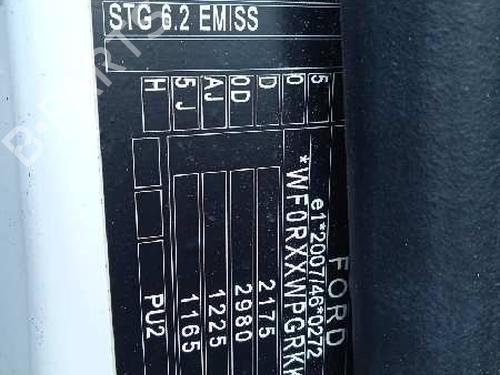 STG 6.2 EMISS
FORD
e1*2007/46*0272
*WF0RXXWPGRK
2175
2980
1225
1165
PU2
5
0
D
0D
AJ
5J
H
B-PARTS